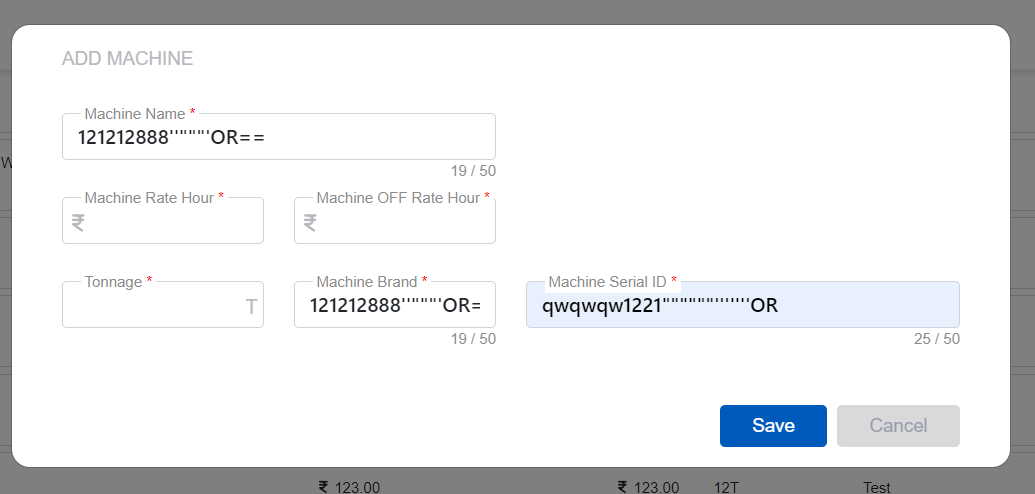 ADD MACHINE
Machine Name *
121212888''""''"'OR==
19 / 50
Machine Rate Hour *
₹
Machine OFF Rate Hour *
₹
Tonnage *
T
Machine Brand *
121212888''""''"'OR=
19 / 50
Machine Serial ID *
qwqwqw1221""""""'''''''OR
25 / 50
Save
Cancel
W
₹ 123.00
₹ 123.00
12T
Test